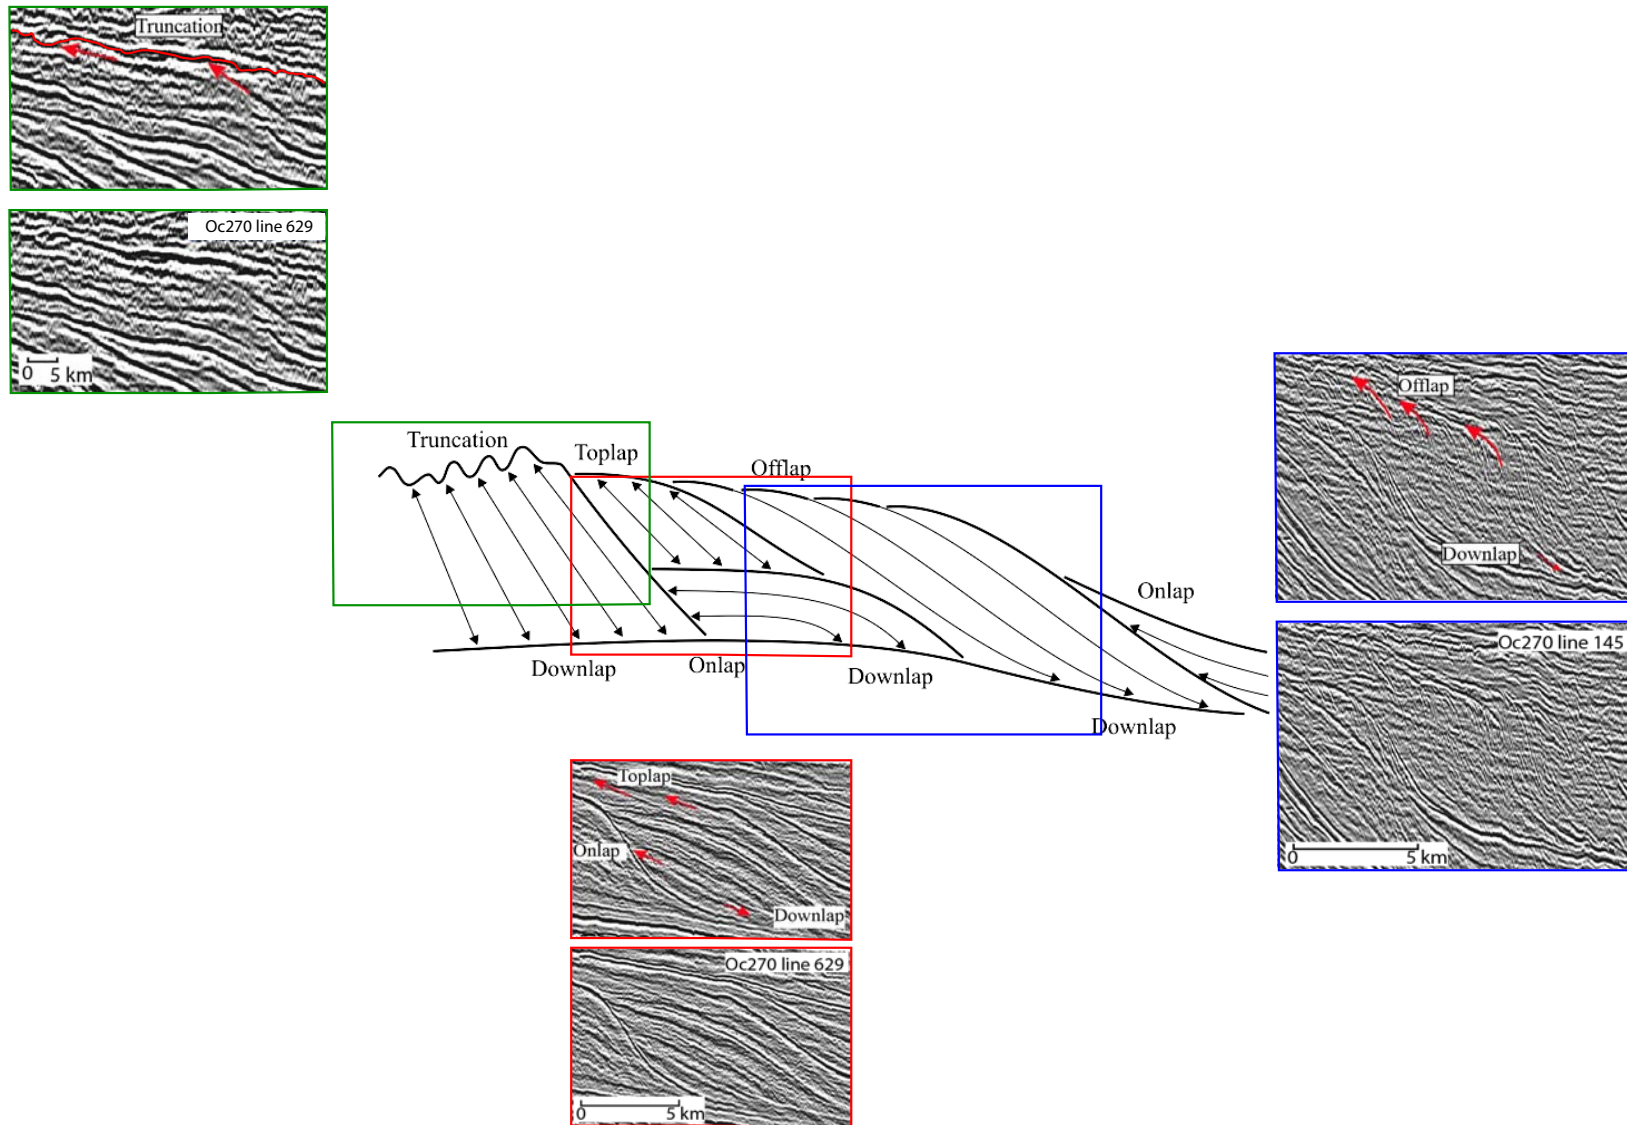 Truncation
Oc270 line 629
0 5 km
Truncation
Toplap
Offlap
Onlap
Downlap
Onlap
Downlap
Downlap
Offlap
Downlap
Oc270 line 145
0 5 km
Toplap
Onlap
Downlap
Oc270 line 629
0 5 km